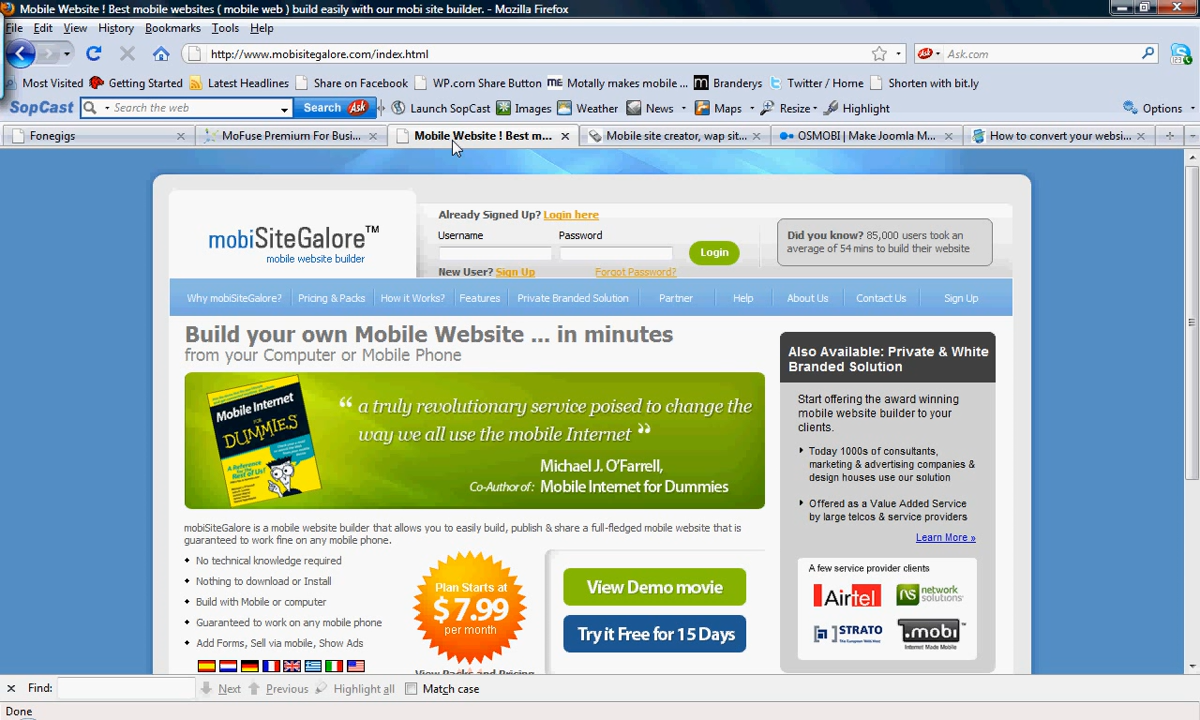 Mobile Website ! Best mobile websites ( mobile web ) build easily with our mobi site builder. - Mozilla Firefox
File Edit View History Bookmarks Tools Help
http://www.mobisitegalore.com/index.html
Ask.com
Most Visited Getting Started Latest Headlines Share on Facebook WP.com Share Button Motally makes mobile ... Branderys Twitter / Home Shorten with bit.ly
SopCast Search the web Search Ask Launch SopCast Images Weather News Maps Resize Highlight Options
Fonegigs MoFuse Premium For Busi... Mobile Website ! Best m... Mobile site creator, wap sit... OSMOBI | Make Joomla M... How to convert your websi...
mobiSiteGalore™
mobile website builder
Already Signed Up? Login here
Username Password
Login
New User? Sign Up Forgot Password?
Did you know? 85,000 users took an
average of 54 mins to build their website
Why mobiSiteGalore? Pricing & Packs How it Works? Features Private Branded Solution Partner Help About Us Contact Us Sign Up
Build your own Mobile Website ... in minutes
from your Computer or Mobile Phone
Mobile Internet
FOR
DUMMIES
A Reference
for the
Rest of Us!
“ a truly revolutionary service poised to change the
way we all use the mobile Internet ”
Michael J. O'Farrell,
Co-Author of: Mobile Internet for Dummies
mobiSiteGalore is a mobile website builder that allows you to easily build, publish & share a full-fledged mobile website that is
guaranteed to work fine on any mobile phone.
No technical knowledge required
Nothing to download or Install
Build with Mobile or computer
Guaranteed to work on any mobile phone
Add Forms, Sell via mobile, Show Ads
Plan Starts at
$7.99
per month
View Packs and Pricing
View Demo movie
Try it Free for 15 Days
Also Available: Private & White
Branded Solution
Start offering the award winning
mobile website builder to your
clients.
Today 1000s of consultants,
marketing & advertising companies &
design houses use our solution
Offered as a Value Added Service
by large telcos & service providers
Learn More »
A few service provider clients
Airtel
ns network solutions
STRATO
.mobi
Internet Made Mobile
Find: Next Previous Highlight all Match case
Done